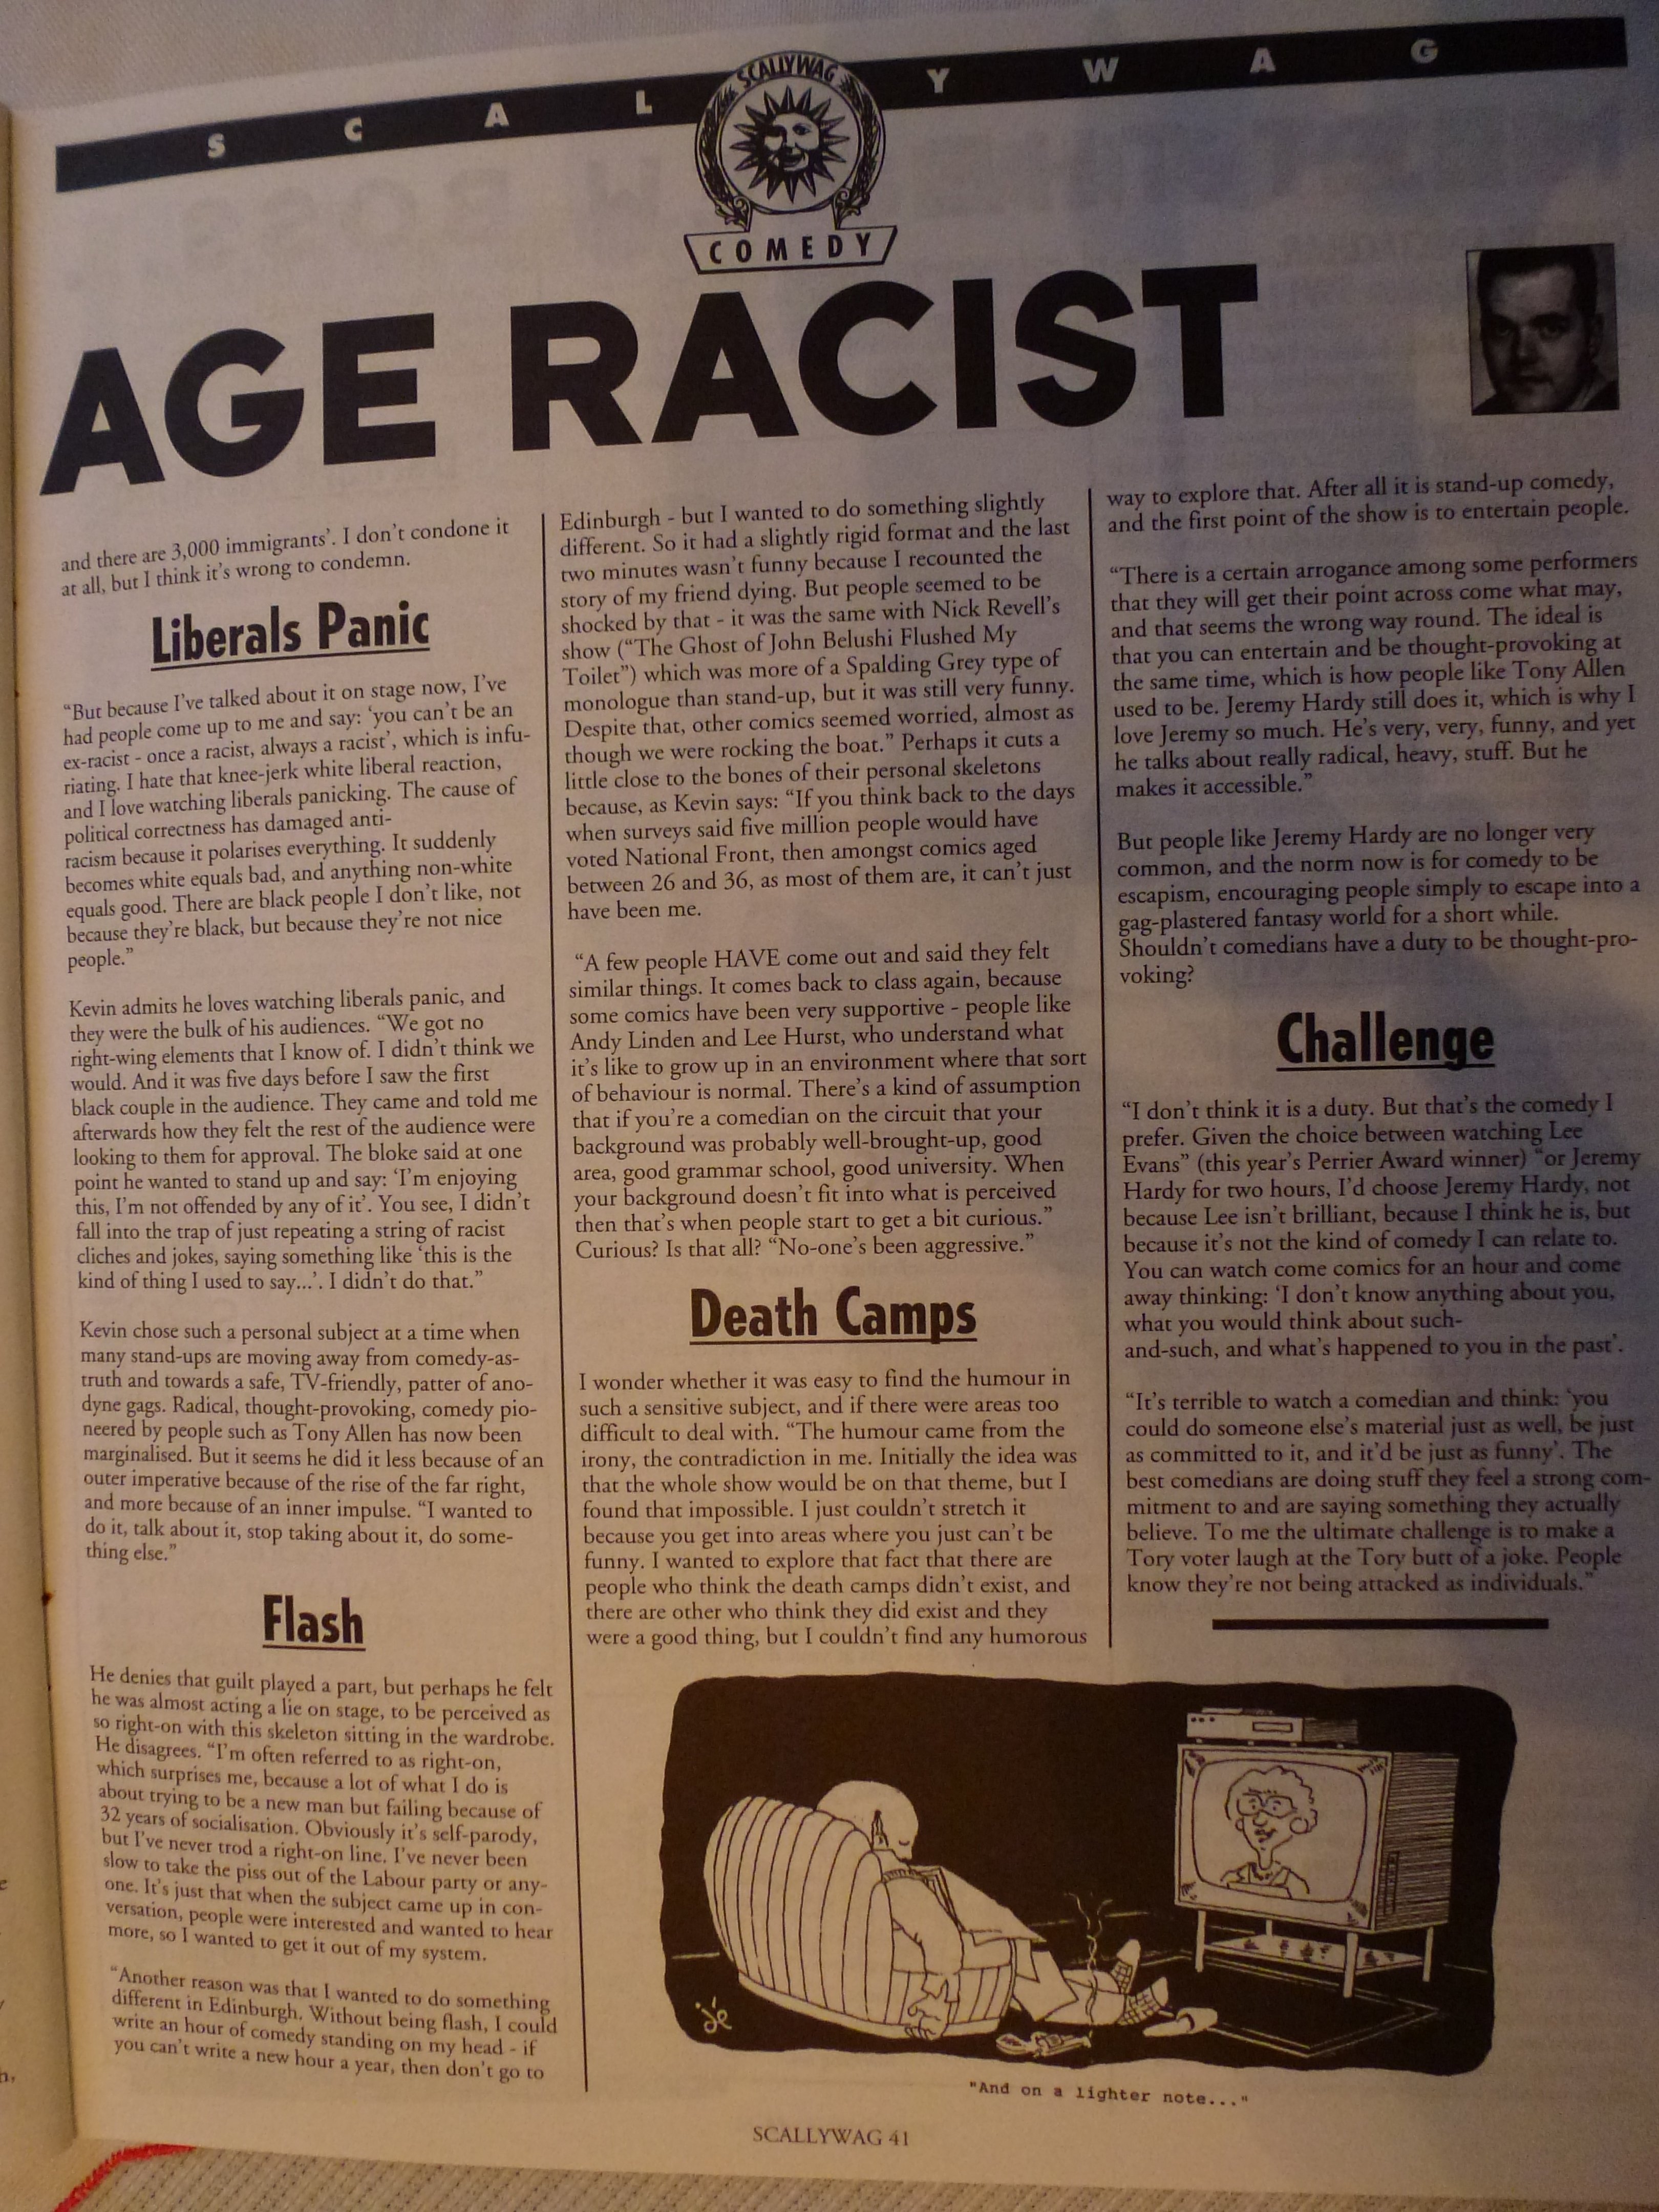 SCALLYWAG
SCALLYWAG
COMEDY
AGE RACIST
and there are 3,000 immigrants'. I don't condone it
at all, but I think it's wrong to condemn.
Liberals Panic
“But because I've talked about it on stage now, I've
had people come up to me and say: ‘you can't be an
ex-racist - once a racist, always a racist’, which is infu-
riating. I hate that knee-jerk white liberal reaction,
and I love watching liberals panicking. The cause of
political correctness has damaged anti-
racism because it polarises everything. It suddenly
becomes white equals bad, and anything non-white
equals good. There are black people I don't like, not
because they're black, but because they're not nice
people.”
Kevin admits he loves watching liberals panic, and
they were the bulk of his audiences. “We got no
right-wing elements that I know of. I didn't think we
would. And it was five days before I saw the first
black couple in the audience. They came and told me
afterwards how they felt the rest of the audience were
looking to them for approval. The bloke said at one
point he wanted to stand up and say: ‘I'm enjoying
this, I'm not offended by any of it’. You see, I didn't
fall into the trap of just repeating a string of racist
cliches and jokes, saying something like ‘this is the
kind of thing I used to say...’. I didn't do that.”
Kevin chose such a personal subject at a time when
many stand-ups are moving away from comedy-as-
truth and towards a safe, TV-friendly, patter of ano-
dyne gags. Radical, thought-provoking, comedy pio-
neered by people such as Tony Allen has now been
marginalised. But it seems he did it less because of an
outer imperative because of the rise of the far right,
and more because of an inner impulse. “I wanted to
do it, talk about it, stop taking about it, do some-
thing else.”
Flash
He denies that guilt played a part, but perhaps he felt
he was almost acting a lie on stage, to be perceived as
so right-on with this skeleton sitting in the wardrobe.
He disagrees. “I'm often referred to as right-on,
which surprises me, because a lot of what I do is
about trying to be a new man but failing because of
32 years of socialisation. Obviously it's self-parody,
but I've never trod a right-on line. I've never been
slow to take the piss out of the Labour party or any-
one. It's just that when the subject came up in con-
versation, people were interested and wanted to hear
more, so I wanted to get it out of my system.
“Another reason was that I wanted to do something
different in Edinburgh. Without being flash, I could
write an hour of comedy standing on my head - if
you can't write a new hour a year, then don't go to
Edinburgh - but I wanted to do something slightly
different. So it had a slightly rigid format and the last
two minutes wasn't funny because I recounted the
story of my friend dying. But people seemed to be
shocked by that - it was the same with Nick Revell's
show (“The Ghost of John Belushi Flushed My
Toilet”) which was more of a Spalding Grey type of
monologue than stand-up, but it was still very funny.
Despite that, other comics seemed worried, almost as
though we were rocking the boat.” Perhaps it cuts a
little close to the bones of their personal skeletons
because, as Kevin says: “If you think back to the days
when surveys said five million people would have
voted National Front, then amongst comics aged
between 26 and 36, as most of them are, it can't just
have been me.
“A few people HAVE come out and said they felt
similar things. It comes back to class again, because
some comics have been very supportive - people like
Andy Linden and Lee Hurst, who understand what
it's like to grow up in an environment where that sort
of behaviour is normal. There's a kind of assumption
that if you're a comedian on the circuit that your
background was probably well-brought-up, good
area, good grammar school, good university. When
your background doesn't fit into what is perceived
then that's when people start to get a bit curious.”
Curious? Is that all? “No-one's been aggressive.”
Death Camps
I wonder whether it was easy to find the humour in
such a sensitive subject, and if there were areas too
difficult to deal with. “The humour came from the
irony, the contradiction in me. Initially the idea was
that the whole show would be on that theme, but I
found that impossible. I just couldn't stretch it
because you get into areas where you just can't be
funny. I wanted to explore that fact that there are
people who think the death camps didn't exist, and
there are other who think they did exist and they
were a good thing, but I couldn't find any humorous
way to explore that. After all it is stand-up comedy,
and the first point of the show is to entertain people.
“There is a certain arrogance among some performers
that they will get their point across come what may,
and that seems the wrong way round. The ideal is
that you can entertain and be thought-provoking at
the same time, which is how people like Tony Allen
used to be. Jeremy Hardy still does it, which is why I
love Jeremy so much. He's very, very, funny, and yet
he talks about really radical, heavy, stuff. But he
makes it accessible.”
But people like Jeremy Hardy are no longer very
common, and the norm now is for comedy to be
escapism, encouraging people simply to escape into a
gag-plastered fantasy world for a short while.
Shouldn't comedians have a duty to be thought-pro-
voking?
Challenge
“I don't think it is a duty. But that's the comedy I
prefer. Given the choice between watching Lee
Evans” (this year's Perrier Award winner) “or Jeremy
Hardy for two hours, I'd choose Jeremy Hardy, not
because Lee isn't brilliant, because I think he is, but
because it's not the kind of comedy I can relate to.
You can watch come comics for an hour and come
away thinking: ‘I don't know anything about you,
what you would think about such-
and-such, and what's happened to you in the past’.
“It's terrible to watch a comedian and think: ‘you
could do someone else's material just as well, be just
as committed to it, and it'd be just as funny’. The
best comedians are doing stuff they feel a strong com-
mitment to and are saying something they actually
believe. To me the ultimate challenge is to make a
Tory voter laugh at the Tory butt of a joke. People
know they're not being attacked as individuals.”
"And on a lighter note..."
SCALLYWAG 41